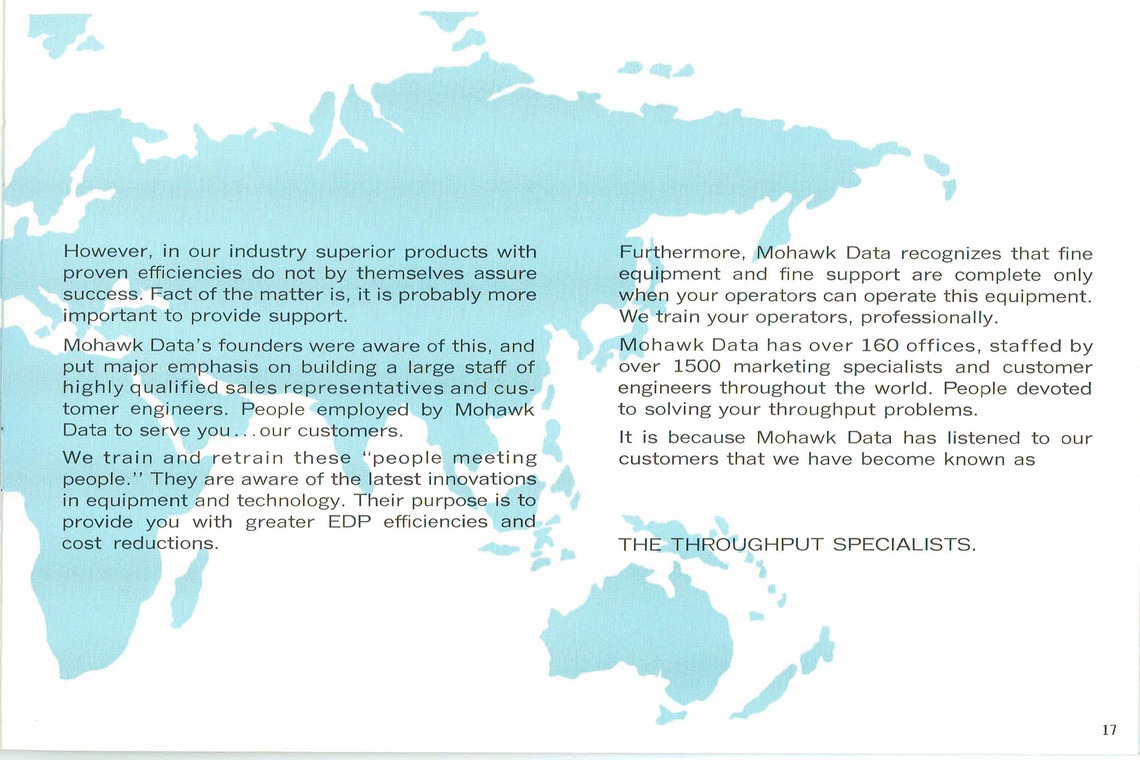 However, in our industry superior products with
proven efficiencies do not by themselves assure
success. Fact of the matter is, it is probably more
important to provide support.
Mohawk Data's founders were aware of this, and
put major emphasis on building a large staff of
highly qualified sales representatives and cus-
tomer engineers. People employed by Mohawk
Data to serve you...our customers.
We train and retrain these "people meeting
people." They are aware of the latest innovations
in equipment and technology. Their purpose is to
provide you with greater EDP efficiencies and
cost reductions.
Furthermore, Mohawk Data recognizes that fine
equipment and fine support are complete only
when your operators can operate this equipment.
We train your operators, professionally.
Mohawk Data has over 160 offices, staffed by
over 1500 marketing specialists and customer
engineers throughout the world. People devoted
to solving your throughput problems.
It is because Mohawk Data has listened to our
customers that we have become known as
THE THROUGHPUT SPECIALISTS.
17